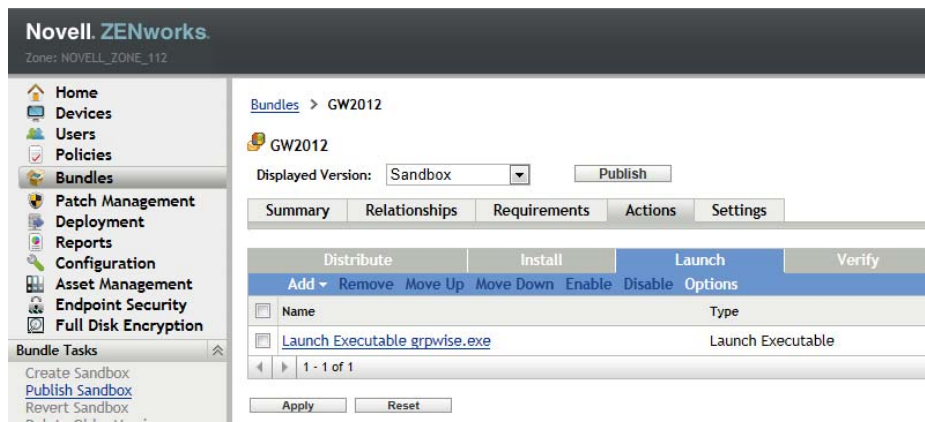 Novell. ZENworks.
Zone: NOVELL_ZONE_112
Home
Devices
Users
Policies
Bundles
Patch Management
Deployment
Reports
Configuration
Asset Management
Endpoint Security
Full Disk Encryption
Bundle Tasks
Create Sandbox
Publish Sandbox
Revert Sandbox
Bundles > GW2012
GW2012
Displayed Version: Sandbox Publish
Summary Relationships Requirements Actions Settings
Distribute Install Launch Verify
Add Remove Move Up Move Down Enable Disable Options
Name Type
Launch Executable grpwise.exe Launch Executable
1 - 1 of 1
Apply Reset